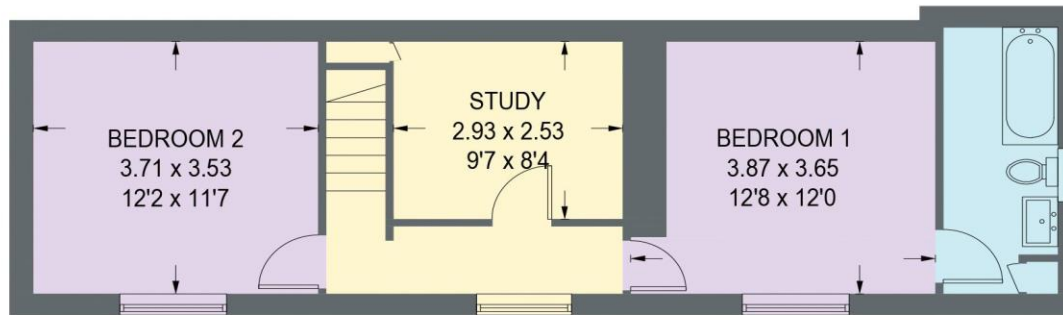 BEDROOM 2
3.71 x 3.53
12'2 x 11'7
STUDY
2.93 x 2.53
9'7 x 8'4
BEDROOM 1
3.87 x 3.65
12'8 x 12'0